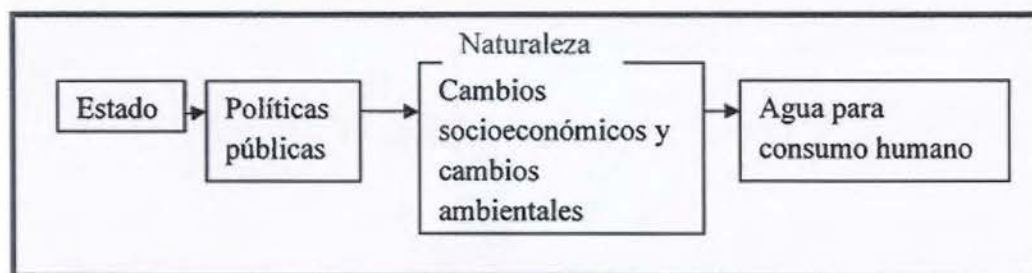 Naturaleza
Estado
Políticas
públicas
Cambios
socioeconómicos y
cambios
ambientales
Agua para
consumo humano